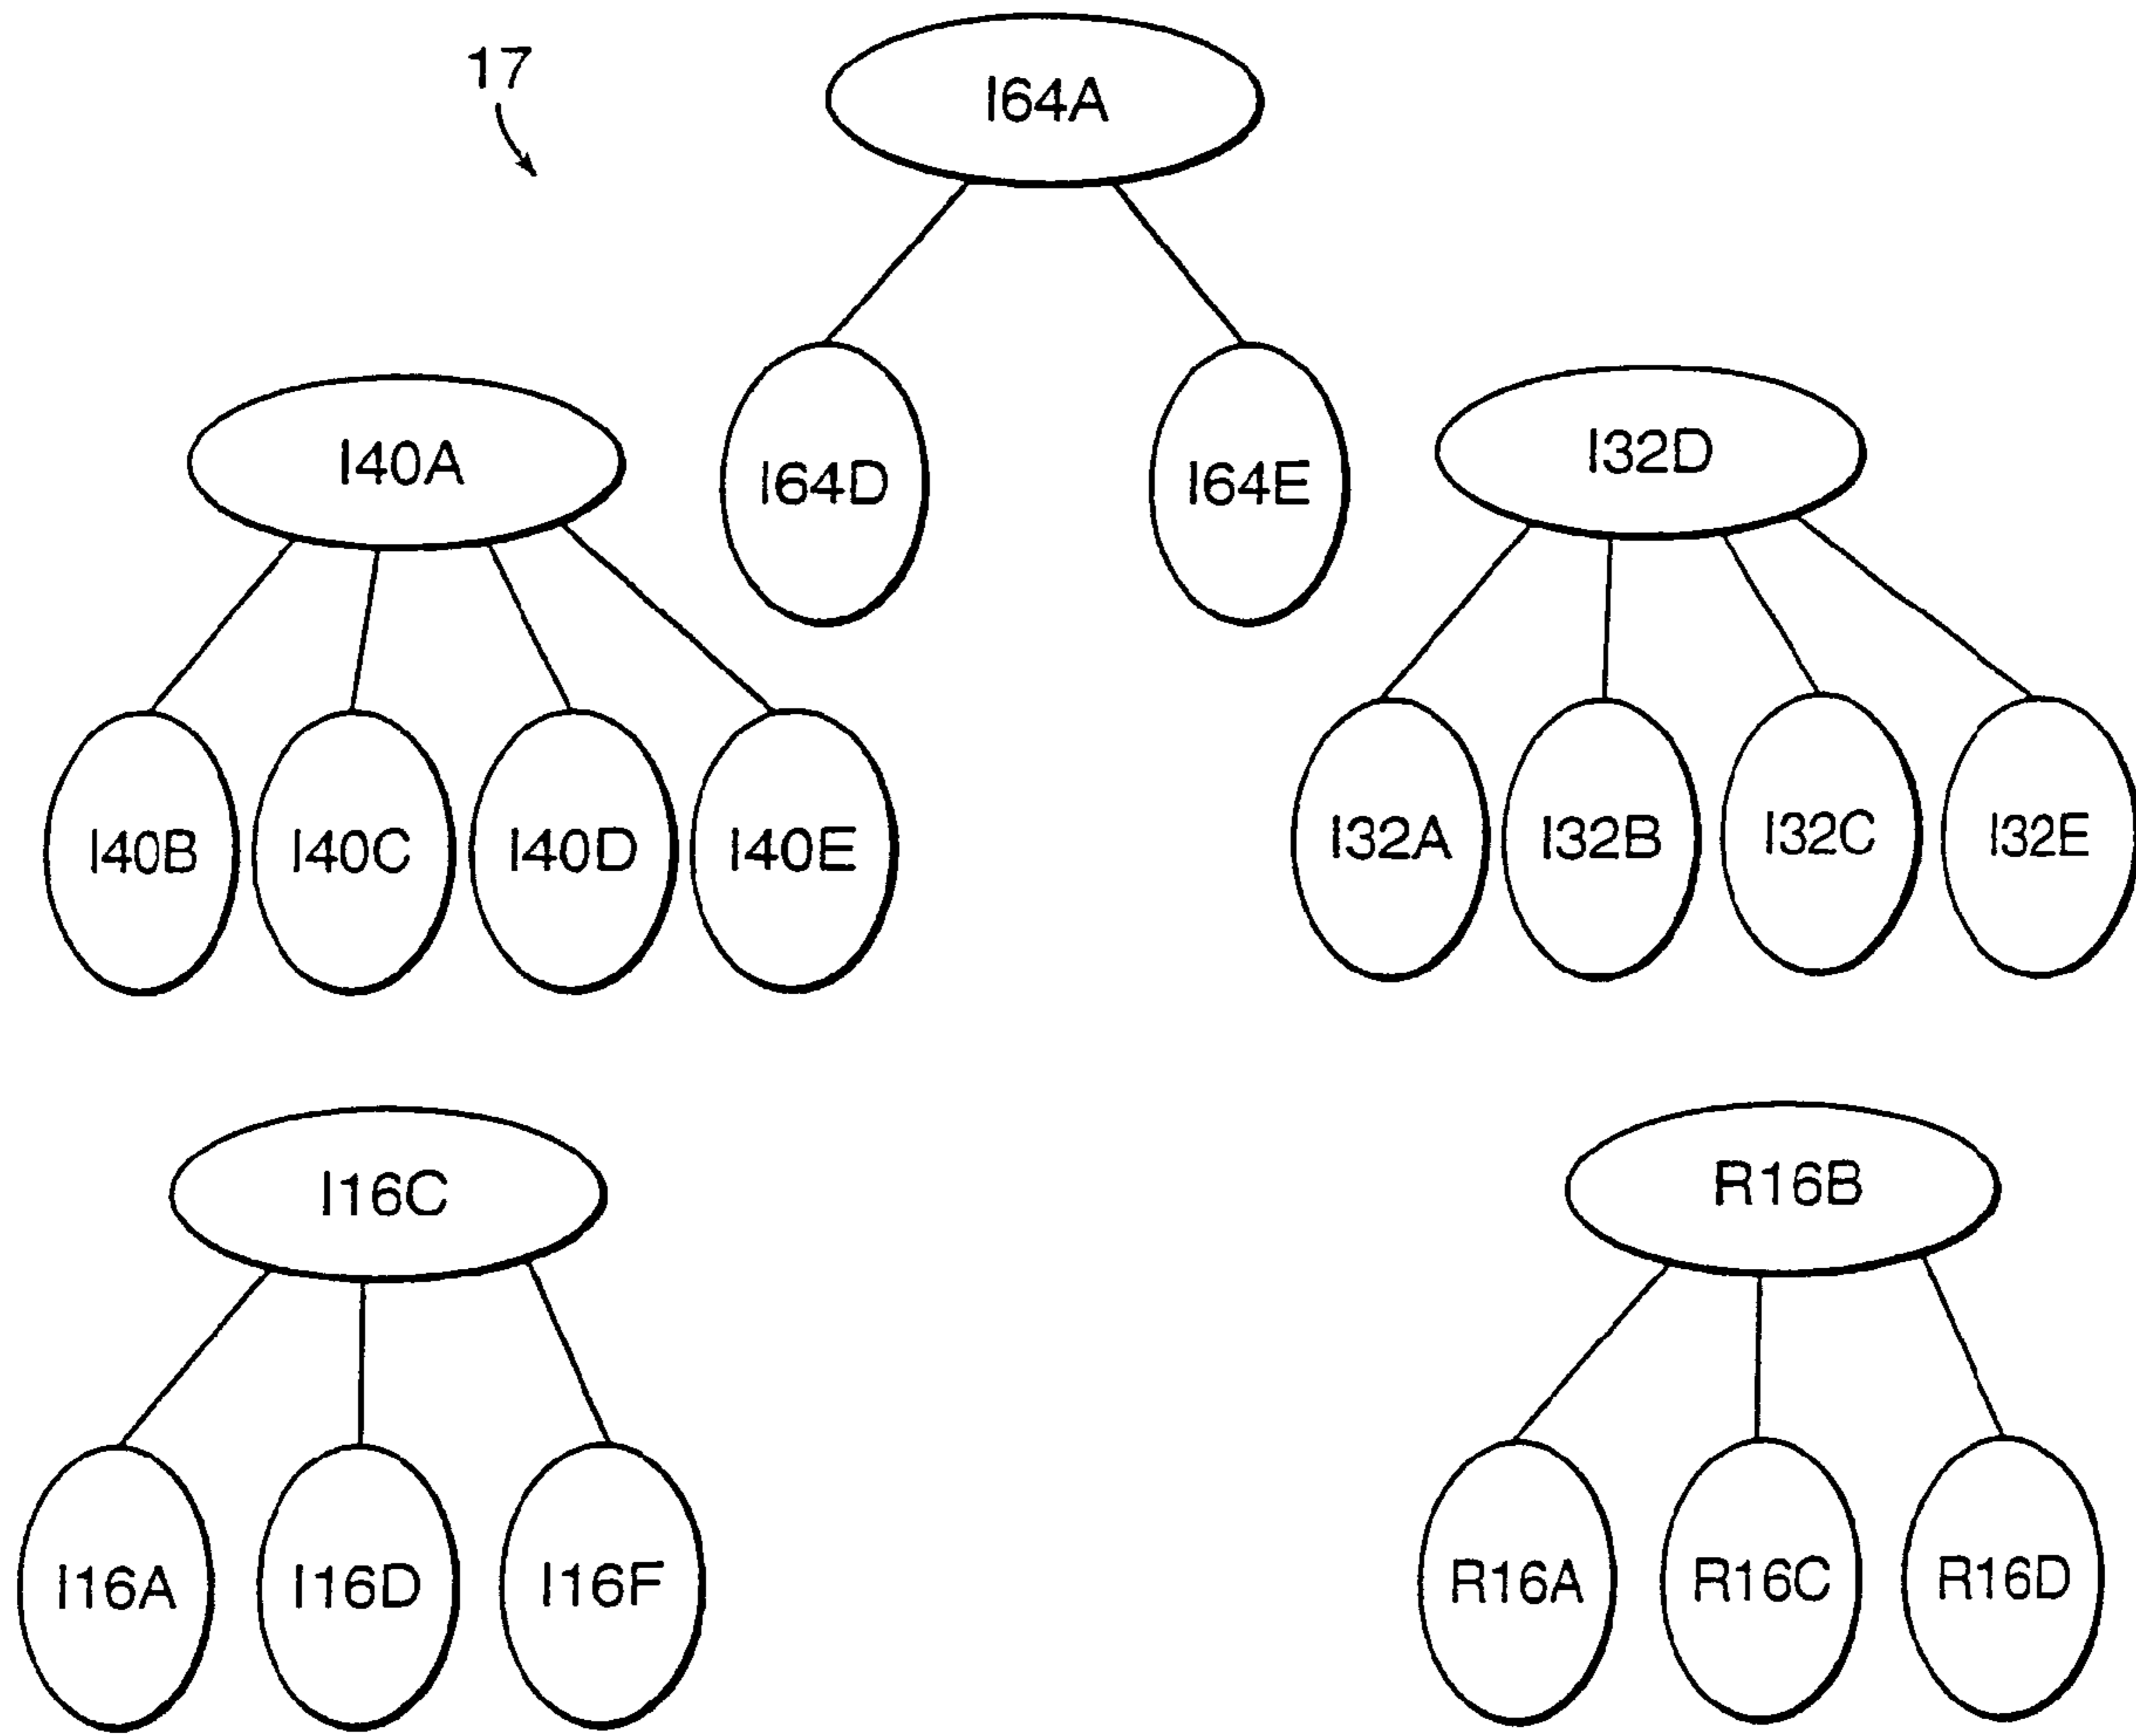 17
I64A
I40A
I64D
I64E
I32D
I40B
I40C
I40D
I40E
I32A
I32B
I32C
I32E
I16C
R16B
I16A
I16D
I16F
R16A
R16C
R16D